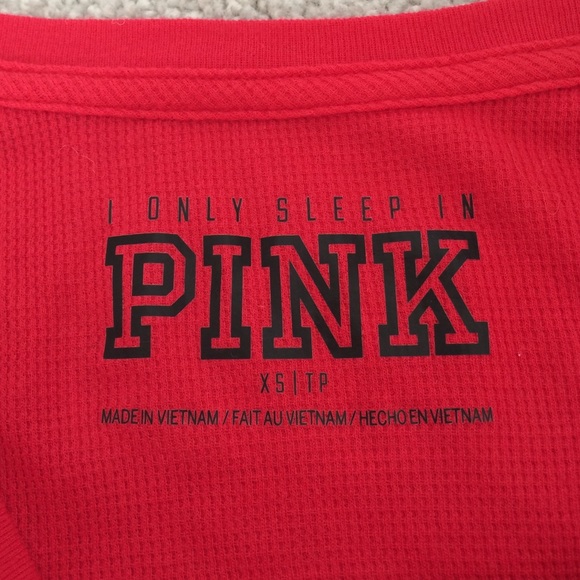 I ONLY SLEEP IN
PINK
XS|TP
MADE IN VIETNAM / FAIT AU VIETNAM / HECHO EN VIETNAM